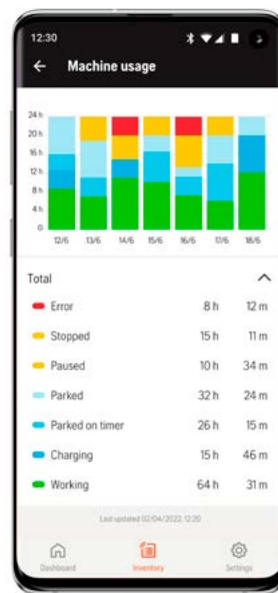 12:30
Machine usage
24 h
20 h
16 h
12 h
8 h
4 h
0
12/6 13/6 14/6 15/6 16/6 17/6 18/6
Total
Error 8 h 12 m
Stopped 15 h 11 m
Paused 10 h 34 m
Parked 32 h 24 m
Parked on timer 26 h 15 m
Charging 15 h 46 m
Working 64 h 31 m
Last updated 02/04/2022, 12:20
Dashboard Inventory Settings